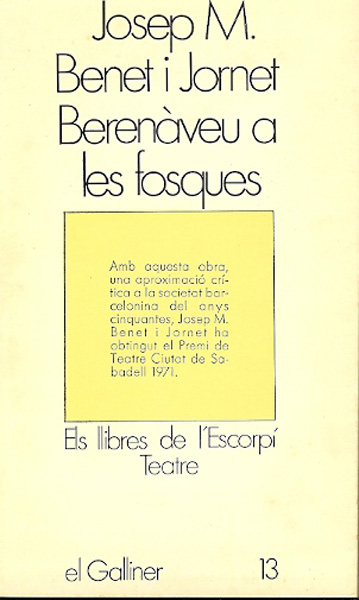 Josep M.
Benet i Jornet
Berenàveu a
les fosques
Amb aquesta obra,
una aproximació crí-
tica a la societat bar-
celonina del anys
cinquantes, Josep M.
Benet i Jornet ha
obtingut el Premi de
Teatre Ciutat de Sa-
badell 1971.
Els llibres de l'Escorpí
Teatre
el Galliner 13